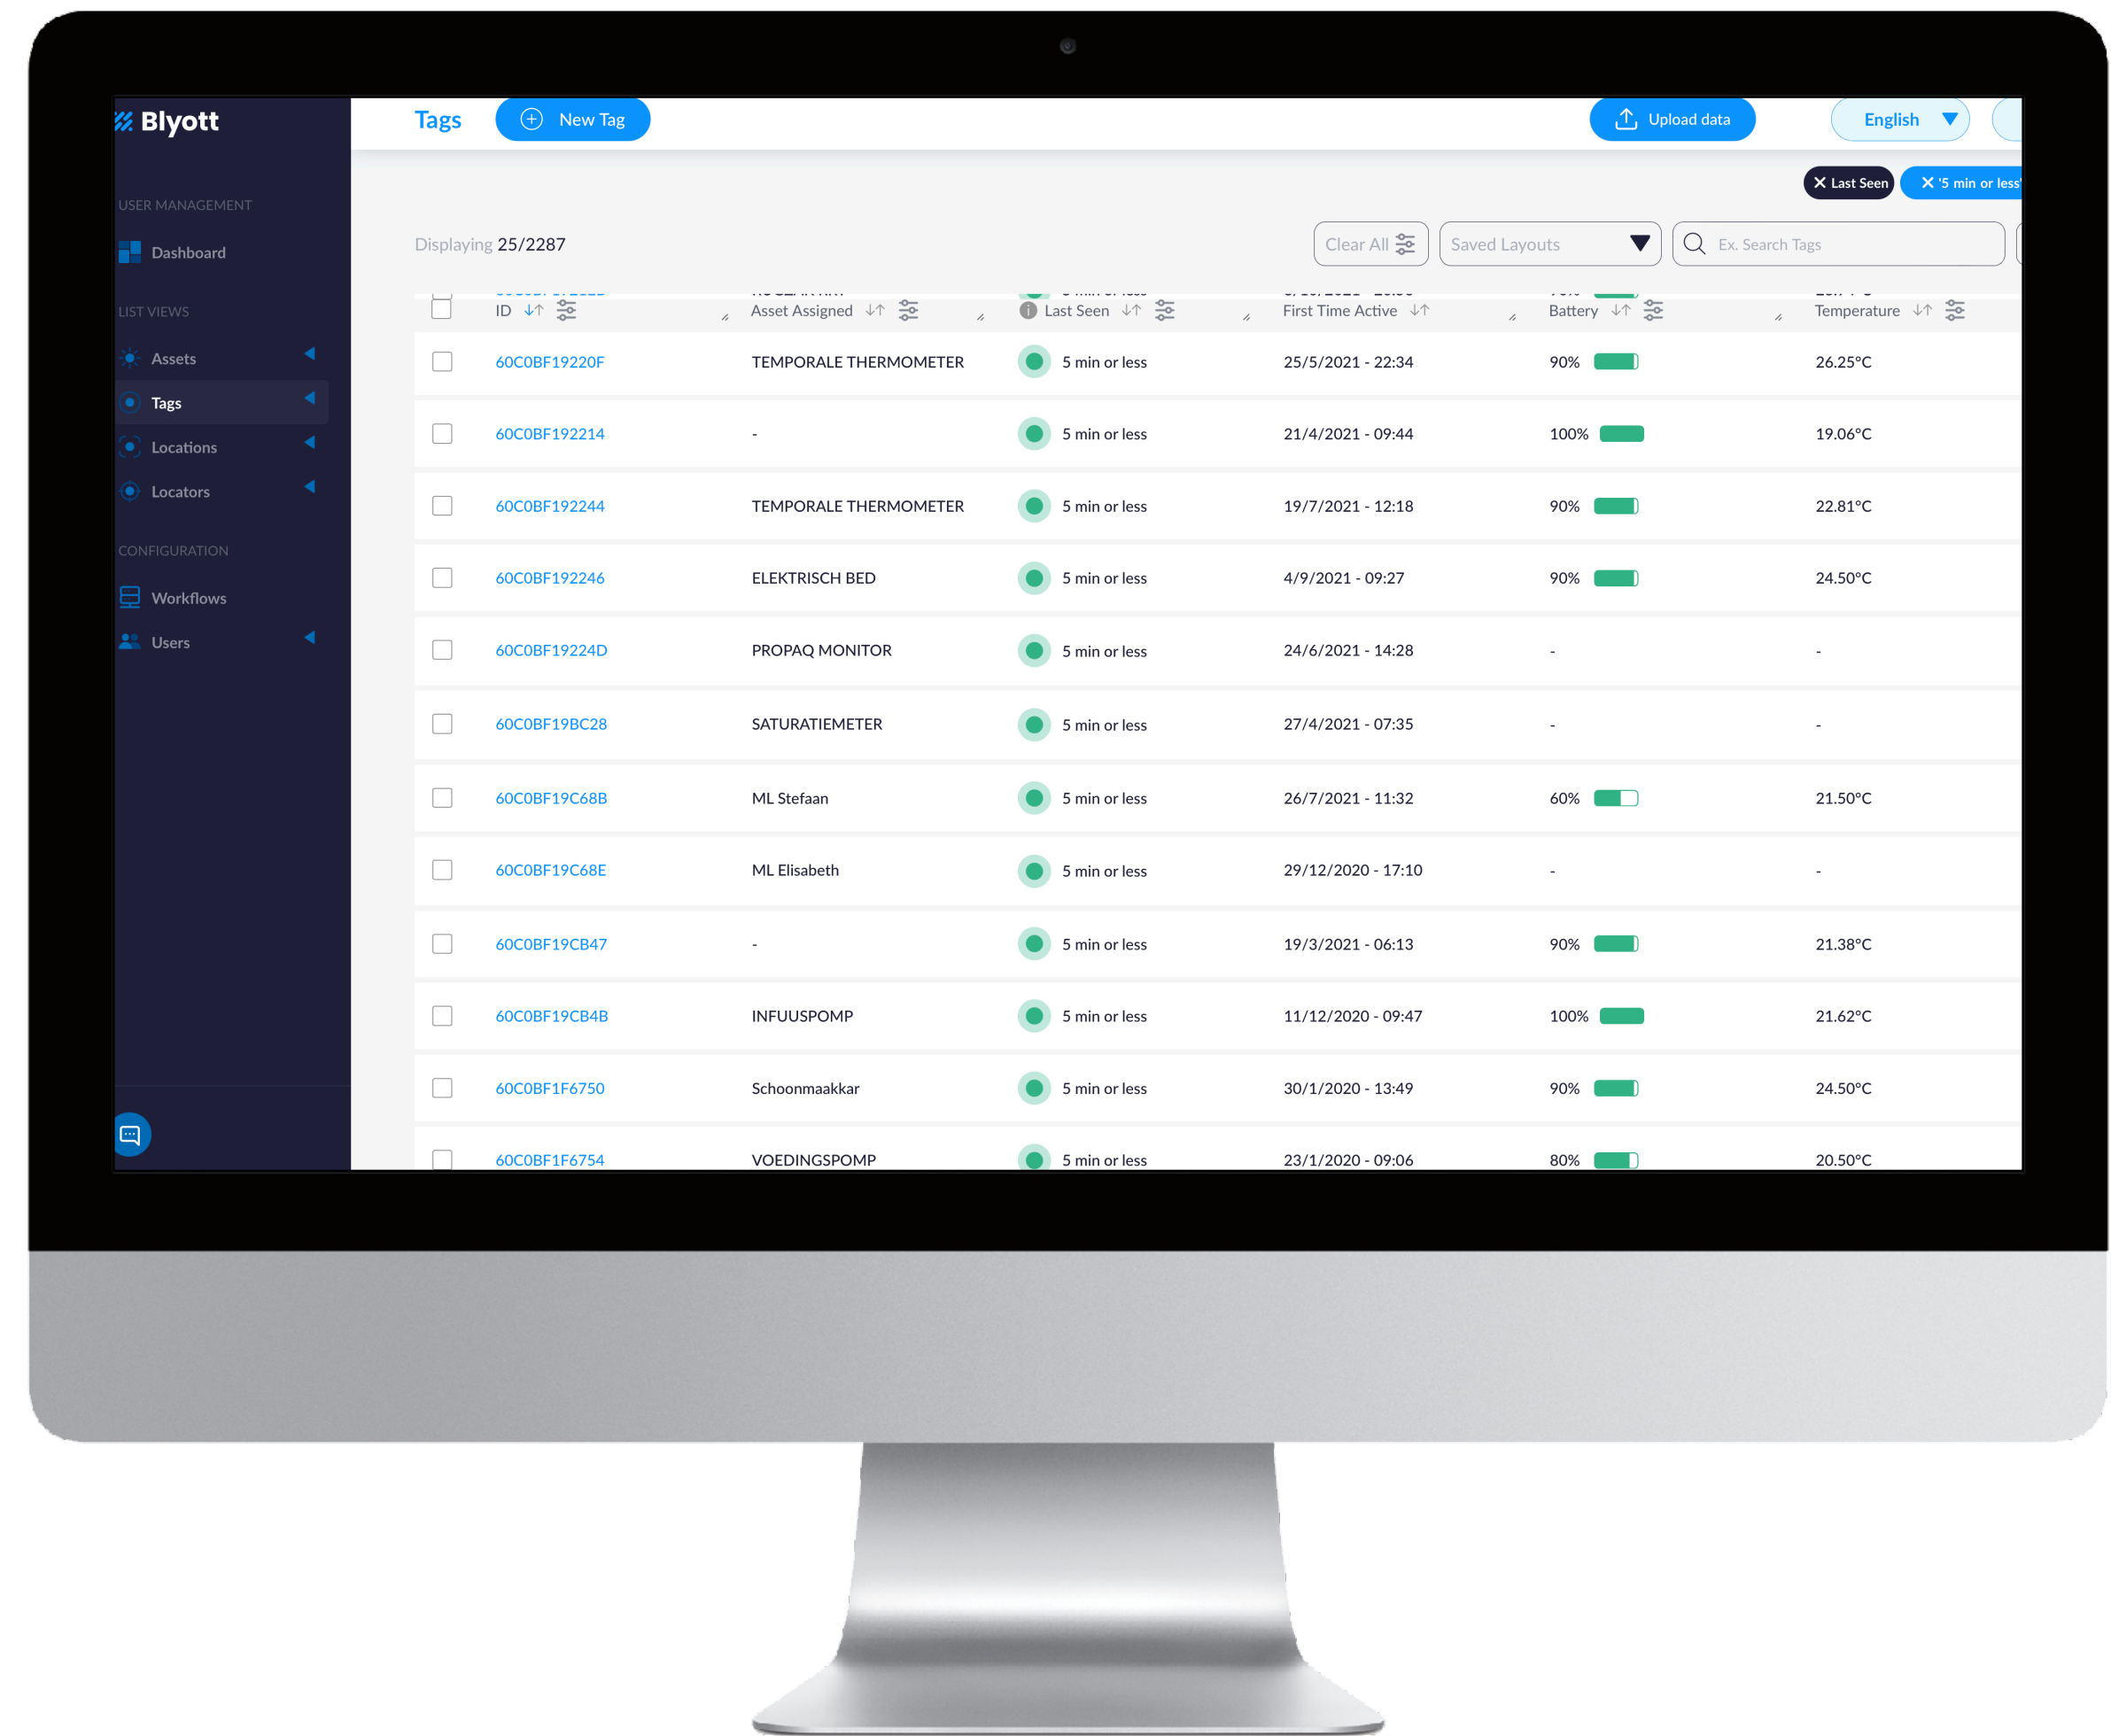 Blyott
Tags
New Tag
Upload data
English
Last Seen
'5 min or less'
USER MANAGEMENT
Dashboard
LIST VIEWS
Assets
Tags
Locations
Locators
CONFIGURATION
Workflows
Users
Displaying 25/2287
Clear All
Saved Layouts
Ex. Search Tags
ID Asset Assigned Last Seen First Time Active Battery Temperature
60C0BF19220F TEMPORALE THERMOMETER 5 min or less 25/5/2021 - 22:34 90% 26.25°C
60C0BF192214 - 5 min or less 21/4/2021 - 09:44 100% 19.06°C
60C0BF192244 TEMPORALE THERMOMETER 5 min or less 19/7/2021 - 12:18 90% 22.81°C
60C0BF192246 ELEKTRISCH BED 5 min or less 4/9/2021 - 09:27 90% 24.50°C
60C0BF19224D PROPAQ MONITOR 5 min or less 24/6/2021 - 14:28 - -
60C0BF19BC28 SATURATIEMETER 5 min or less 27/4/2021 - 07:35 - -
60C0BF19C68B ML Stefaan 5 min or less 26/7/2021 - 11:32 60% 21.50°C
60C0BF19C68E ML Elisabeth 5 min or less 29/12/2020 - 17:10 - -
60C0BF19CB47 - 5 min or less 19/3/2021 - 06:13 90% 21.38°C
60C0BF19CB4B INFUUSPOMP 5 min or less 11/12/2020 - 09:47 100% 21.62°C
60C0BF1F6750 Schoonmaakkar 5 min or less 30/1/2020 - 13:49 90% 24.50°C
60C0BF1F6754 VOEDINGSPOMP 5 min or less 23/1/2020 - 09:06 80% 20.50°C